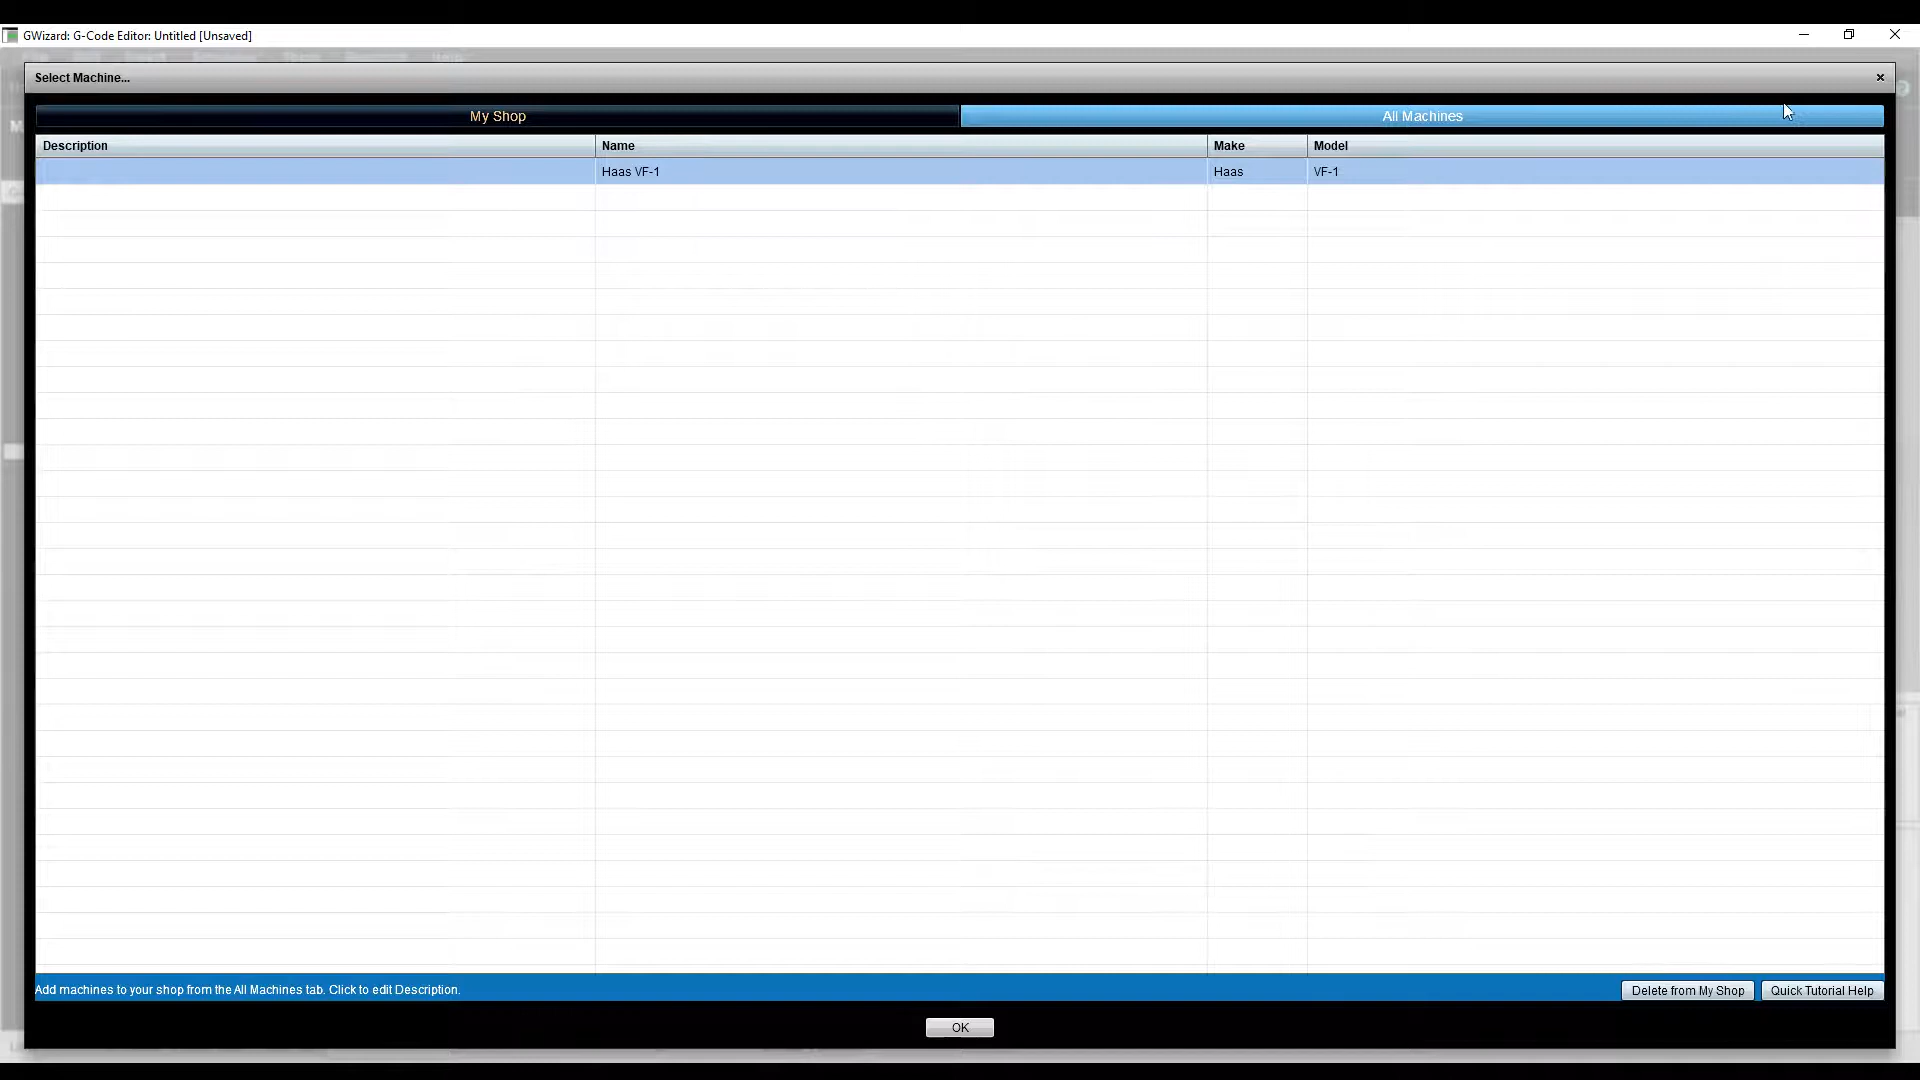 GWizard: G-Code Editor: Untitled [Unsaved]
Select Machine...
My Shop
All Machines
Description Name Make Model
Haas VF-1 Haas VF-1
Add machines to your shop from the All Machines tab. Click to edit Description.
Delete from My Shop
Quick Tutorial Help
OK